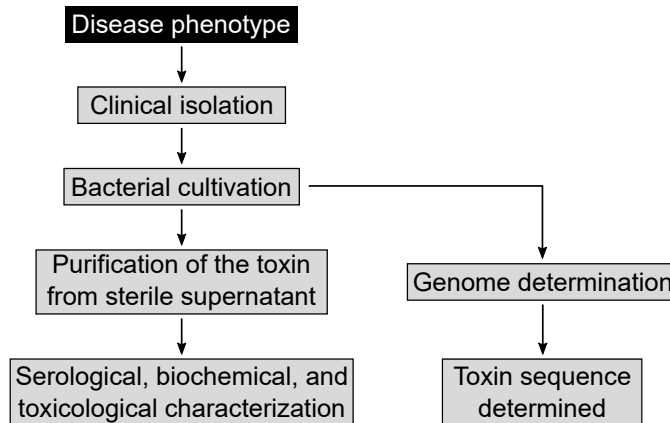 Disease phenotype
Clinical isolation
Bacterial cultivation
Purification of the toxin
from sterile supernatant
Genome determination
Serological, biochemical, and
toxicological characterization
Toxin sequence
determined